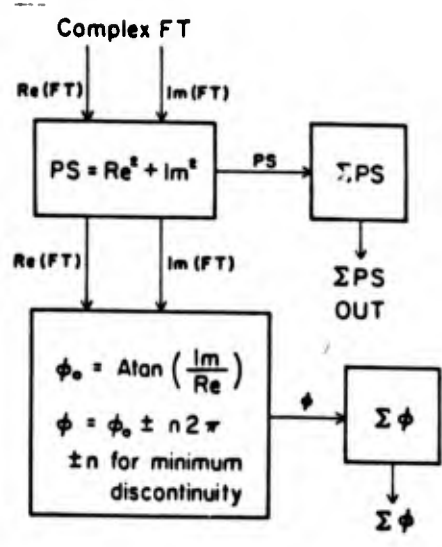 Complex FT
Re(FT) Im(FT)
PS = Re² + Im²
PS
Σ PS
Re(FT) Im(FT)
ΣPS
OUT
ϕ₀ = Atan (Im/Re)
ϕ = ϕ₀ ± n2π
±n for minimum
discontinuity
ϕ
Σϕ
Σϕ